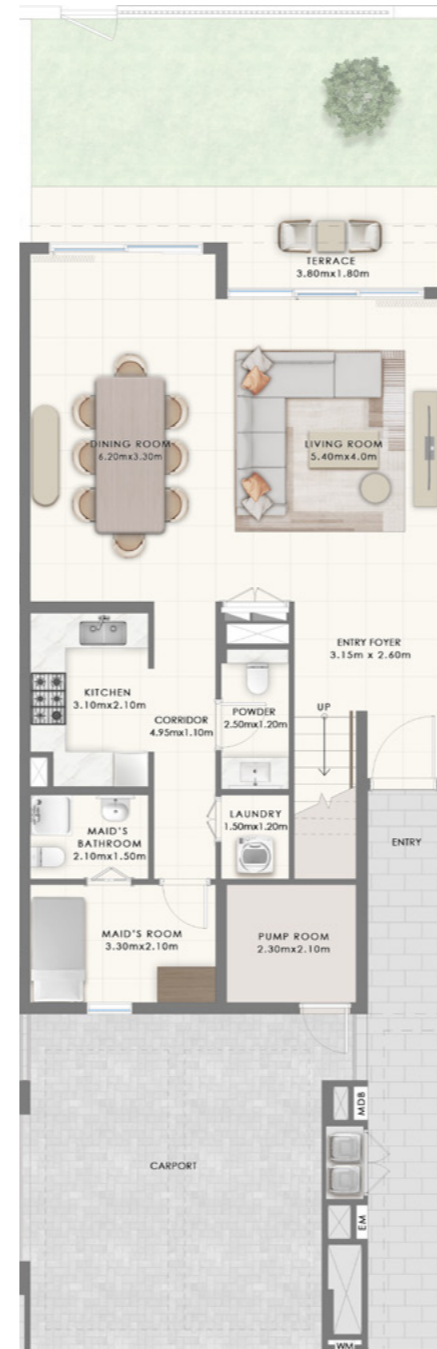 TERRACE
3.80mx1.80m
DINING ROOM
6.20mx3.30m
LIVING ROOM
5.40mx4.0m
ENTRY FOYER
3.15m x 2.60m
KITCHEN
3.10mx2.10m
CORRIDOR
4.95mx1.10m
POWDER
2.50mx1.20m
UP
LAUNDRY
1.50mx1.20m
MAID'S
BATHROOM
2.10mx1.50m
ENTRY
MAID'S ROOM
3.30mx2.10m
PUMP ROOM
2.30mx2.10m
MDB
CARPORT
EM
WM